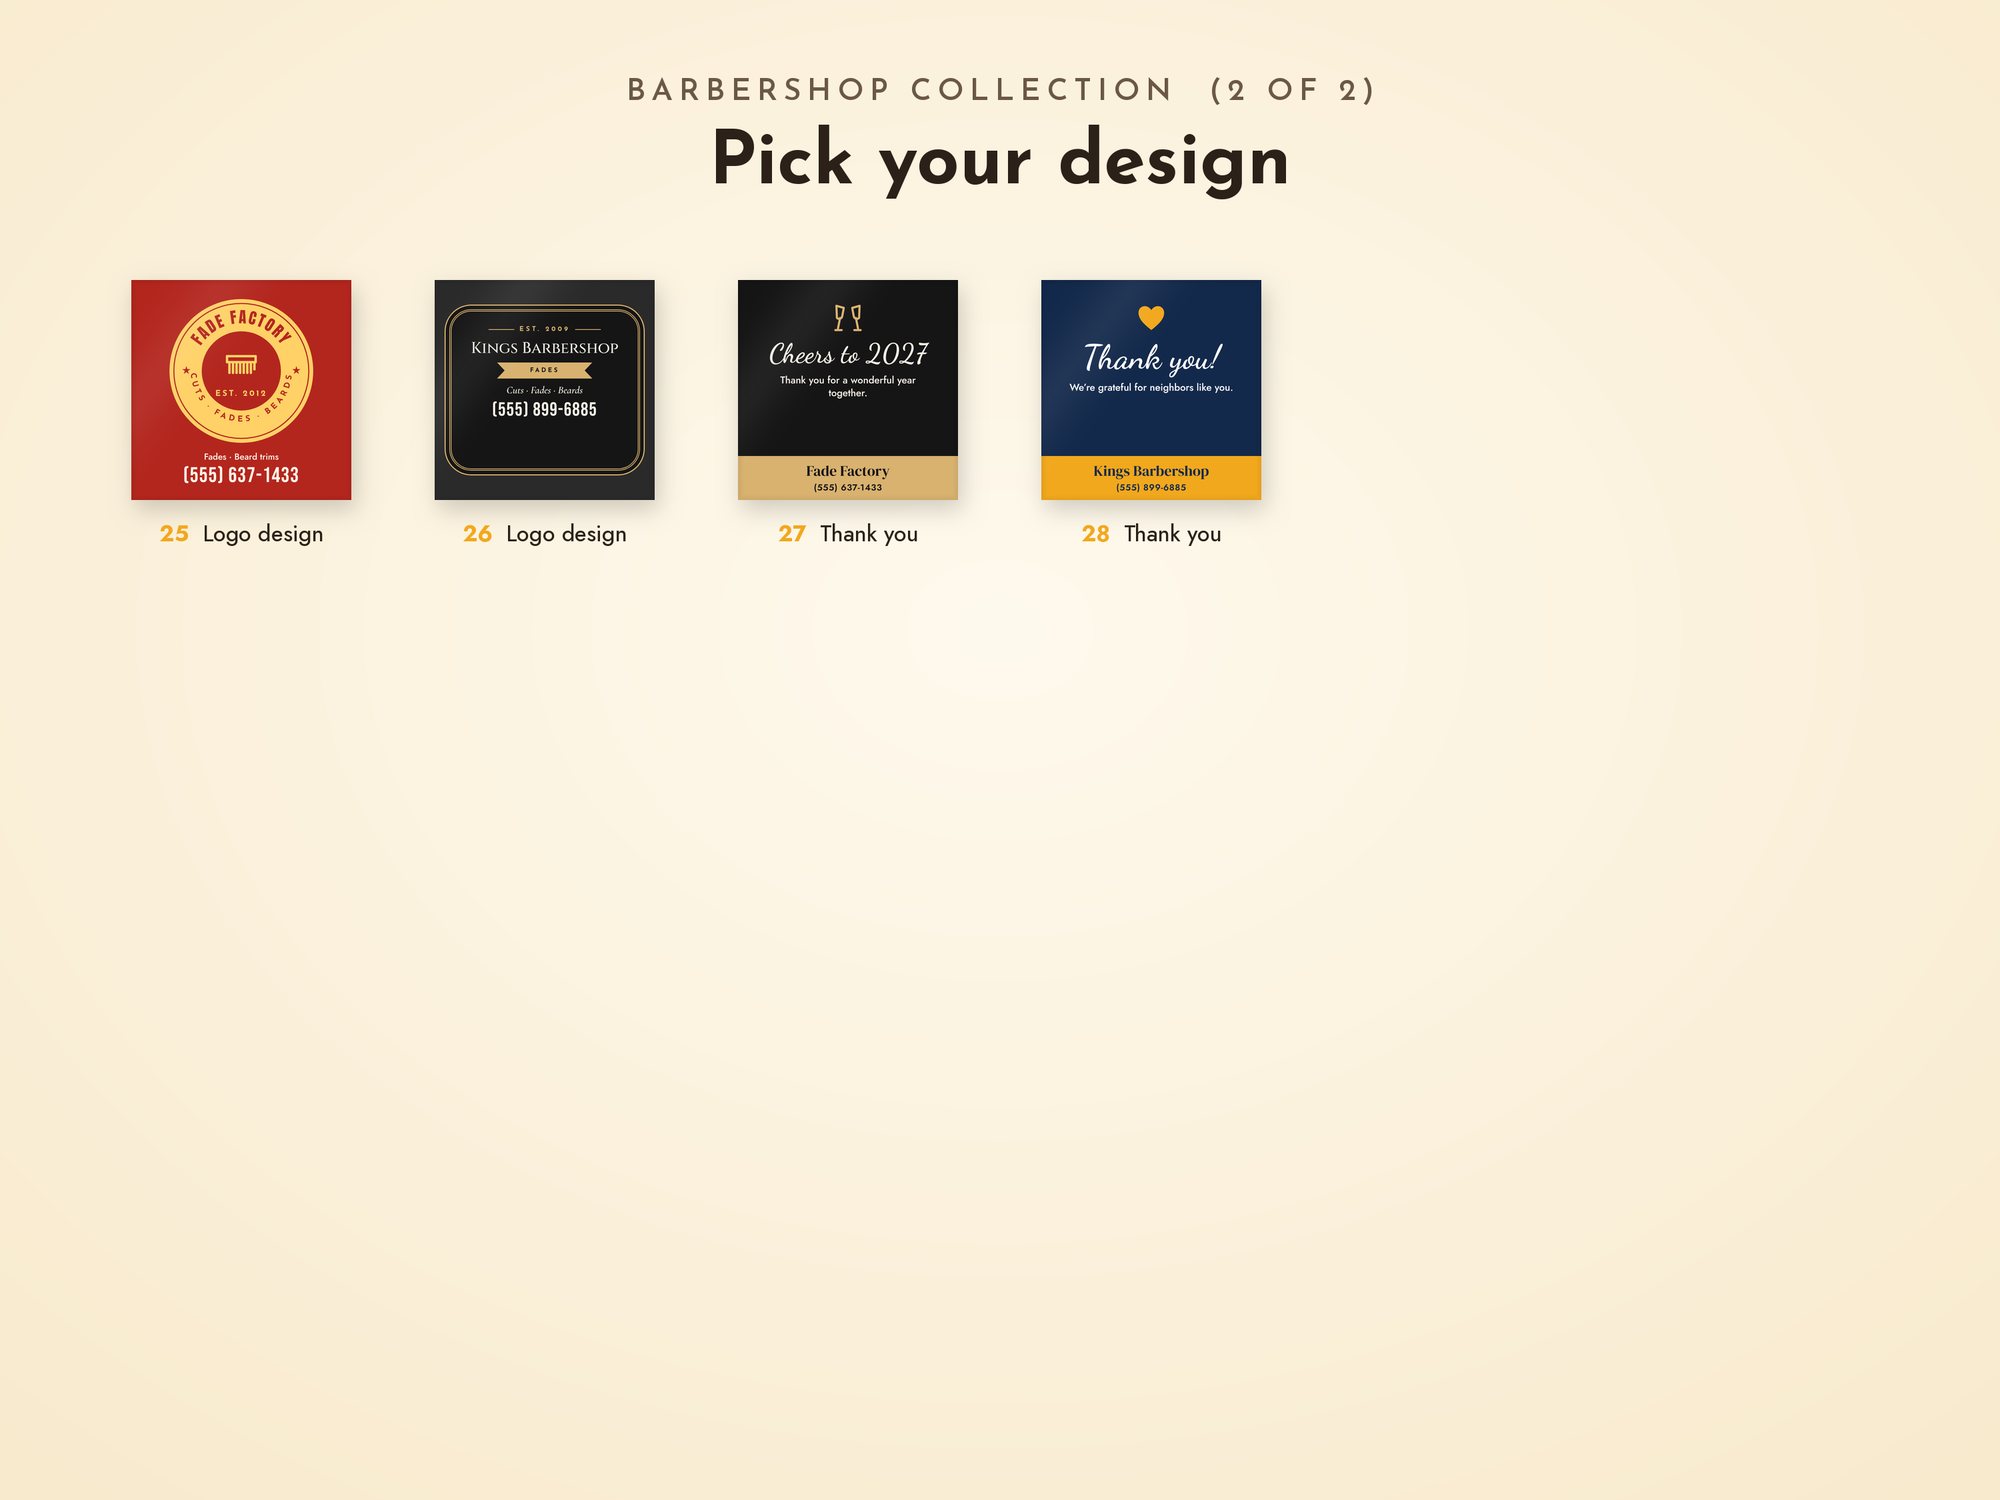 BARBERSHOP COLLECTION (2 OF 2)
Pick your design
FADE FACTORY
EST. 2012
★ CUTS · FADES · BEARDS ★
Fades · Beard trims
(555) 637-1433
25 Logo design
EST. 2009
Kings Barbershop
FADES
Cuts · Fades · Beards
(555) 899-6885
26 Logo design
Cheers to 2027
Thank you for a wonderful year
together.
Fade Factory
(555) 637-1433
27 Thank you
Thank you!
We're grateful for neighbors like you.
Kings Barbershop
(555) 899-6885
28 Thank you